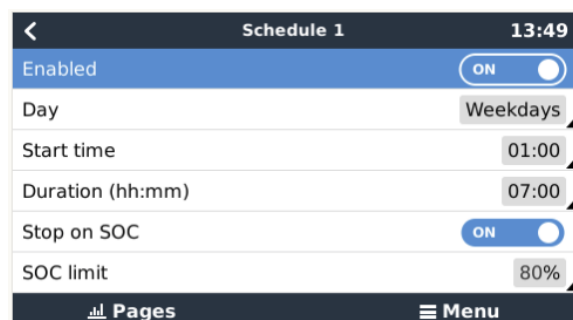 Schedule 1 13:49
Enabled ON
Day Weekdays
Start time 01:00
Duration (hh:mm) 07:00
Stop on SOC ON
SOC limit 80%
Pages Menu